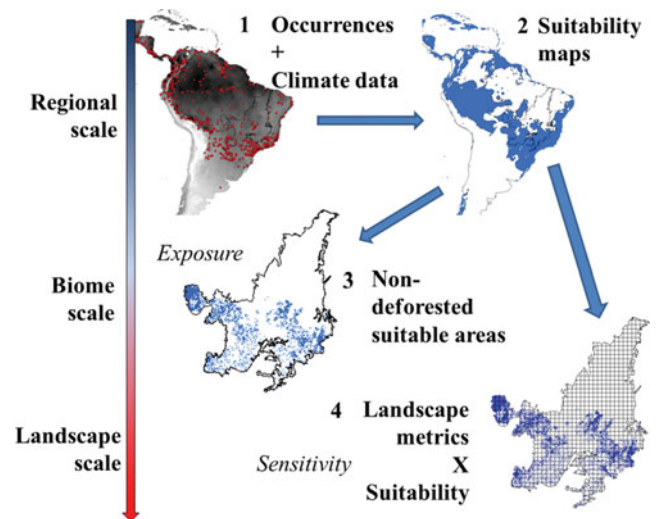 1 Occurrences
+
Climate data
2 Suitability
maps
Regional
scale
Exposure
Biome
scale
3 Non-
deforested
suitable areas
Landscape
scale
4 Landscape
metrics
X
Suitability
Sensitivity